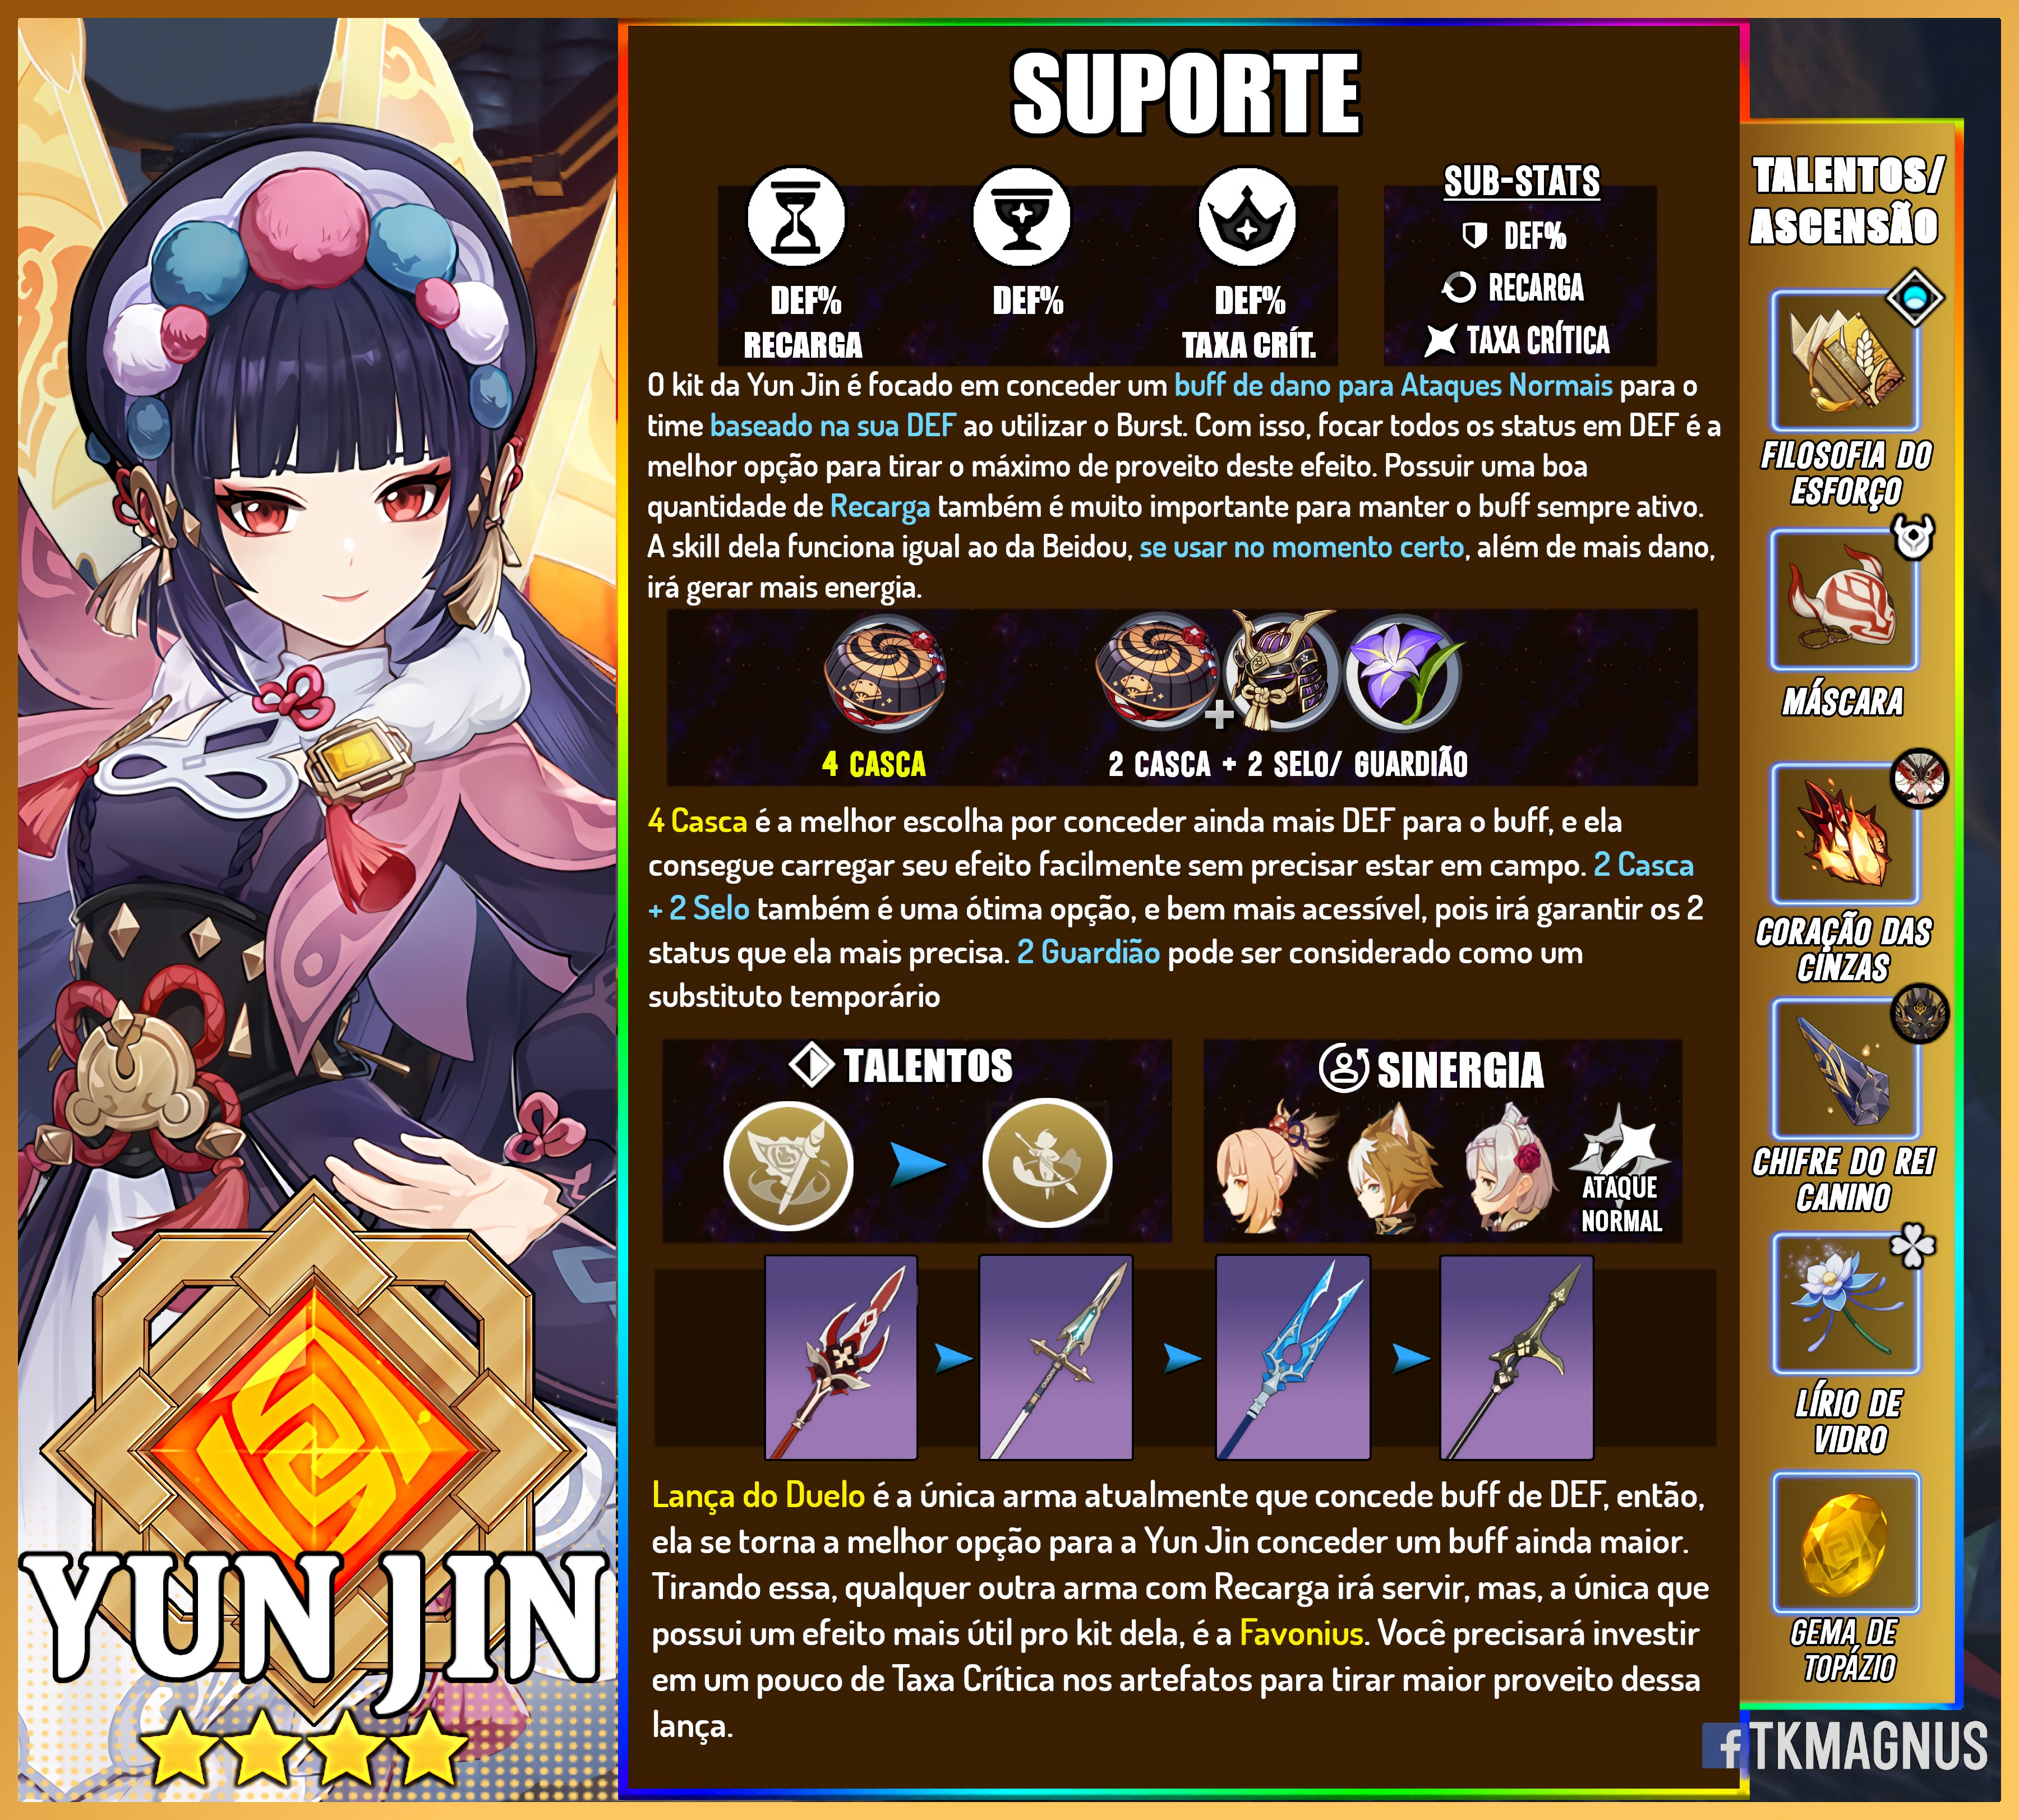 SUPORTE
DEF%
RECARGA
DEF%
DEF%
TAXA CRÍT.
SUB-STATS
DEF%
RECARGA
TAXA CRÍTICA
O kit da Yun Jin é focado em conceder um buff de dano para Ataques Normais para o
time baseado na sua DEF ao utilizar o Burst. Com isso, focar todos os status em DEF é a
melhor opção para tirar o máximo de proveito deste efeito. Possuir uma boa
quantidade de Recarga também é muito importante para manter o buff sempre ativo.
A skill dela funciona igual ao da Beidou, se usar no momento certo, além de mais dano,
irá gerar mais energia.
4 CASCA
2 CASCA + 2 SELO/ GUARDIÃO
4 Casca é a melhor escolha por conceder ainda mais DEF para o buff, e ela
consegue carregar seu efeito facilmente sem precisar estar em campo. 2 Casca
+ 2 Selo também é uma ótima opção, e bem mais acessível, pois irá garantir os 2
status que ela mais precisa. 2 Guardião pode ser considerado como um
substituto temporário
TALENTOS
SINERGIA
ATAQUE
NORMAL
Lança do Duelo é a única arma atualmente que concede buff de DEF, então,
ela se torna a melhor opção para a Yun Jin conceder um buff ainda maior.
Tirando essa, qualquer outra arma com Recarga irá servir, mas, a única que
possui um efeito mais útil pro kit dela, é a Favonius. Você precisará investir
em um pouco de Taxa Crítica nos artefatos para tirar maior proveito dessa
lança.
TALENTOS/
ASCENSÃO
FILOSOFIA DO
ESFORÇO
MÁSCARA
CORAÇÃO DAS
CINZAS
CHIFRE DO REI
CANINO
LÍRIO DE
VIDRO
GEMA DE
TOPÁZIO
YUN JIN
f TKMAGNUS